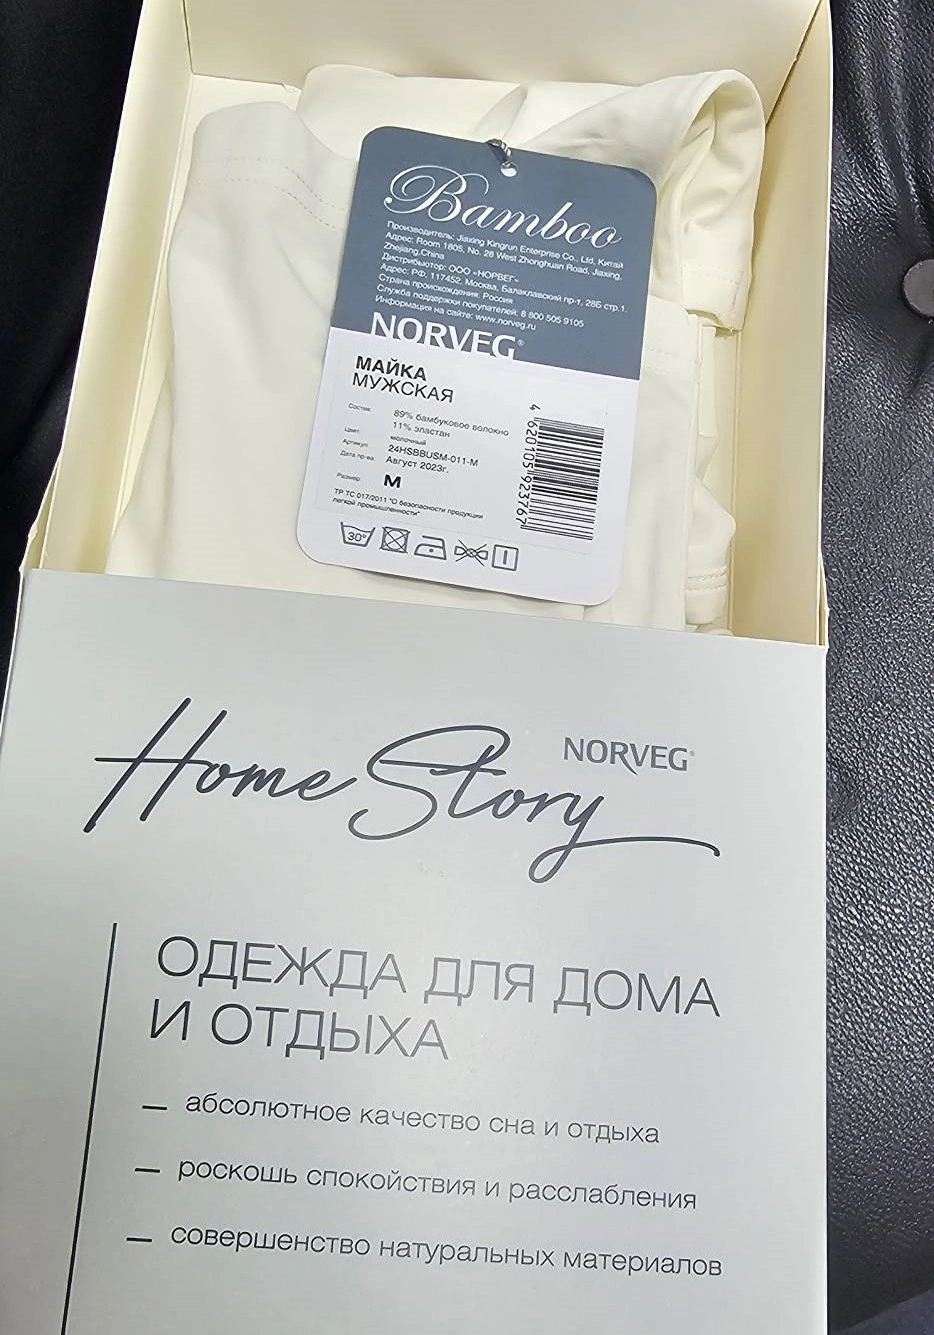 Bamboo
Производитель: Jiaxing Kingrun Enterprise Co., Ltd, Китай
Адрес: Room 1805, No. 28 West Zhonghuan Road, Jiaxing,
Zhejiang,China
Дистрибьютор: ООО «НОРВЕГ»
Адрес: РФ, 117452, Москва, Балаклавский пр-т, 28Б стр.1.
Страна происхождения: Россия
Служба поддержки покупателей: 8 800 505 9105
Информация на сайте: www.norveg.ru
NORVEG®
МАЙКА
МУЖСКАЯ
Состав: 89% бамбуковое волокно
11% эластан
Цвет: молочный
Артикул: 24HSBBUSM-011-M
Дата пр-ва: Август 2023г.
Размер: M
ТР ТС 017/2011 "О безопасности продукции
легкой промышленности"
4 620105 923767
30°
Home Story
NORVEG®
ОДЕЖДА ДЛЯ ДОМА
И ОТДЫХА
— абсолютное качество сна и отдыха
— роскошь спокойствия и расслабления
— совершенство натуральных материалов